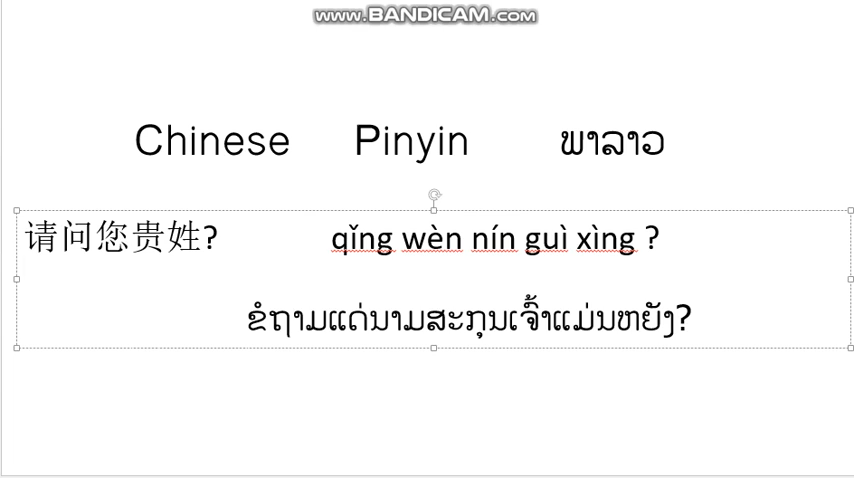 www.BANDICAM.com
Chinese Pinyin ພາລາວ
请问您贵姓? qǐng wèn nín guì xìng ?
ຂໍຖາມແດ່ນາມສະກຸນເຈົ້າແມ່ນຫຍັງ?